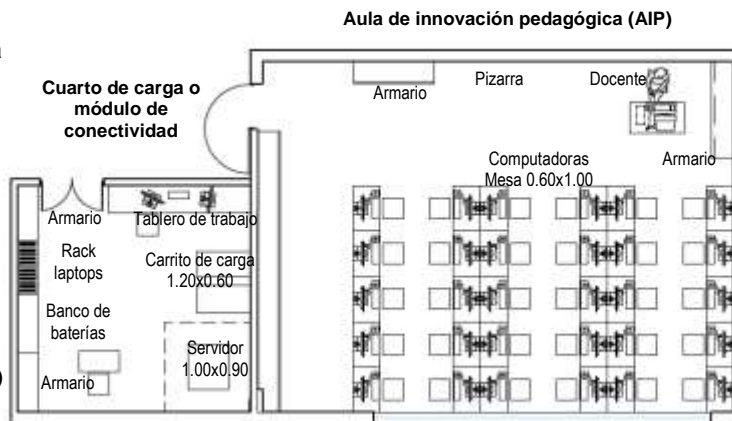 Aula de innovación pedagógica (AIP)
Cuarto de carga o
módulo de
conectividad
Armario
Pizarra
Docente
Computadoras
Mesa 0.60x1.00
Armario
Armario
Tablero de trabajo
Rack
laptops
Carrito de carga
1.20x0.60
Banco de
baterías
Servidor
1.00x0.90
Armario